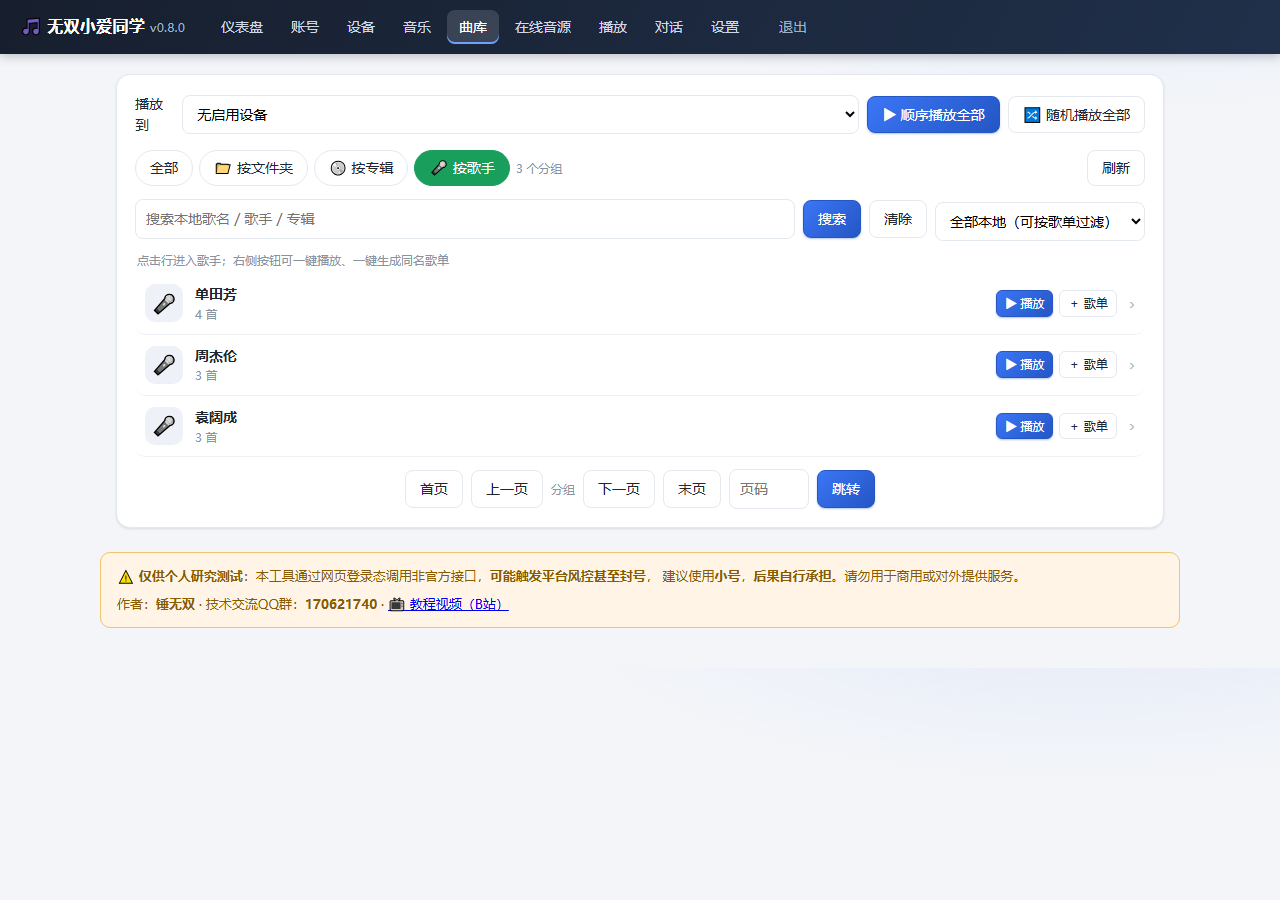 无双小爱同学 v0.8.0 仪表盘 账号 设备 音乐 曲库 在线音源 播放 对话 设置 退出
播放到 无启用设备 ▶ 顺序播放全部 🔀 随机播放全部
全部 📁 按文件夹 💿 按专辑 🎤 按歌手 3 个分组 刷新
搜索本地歌名 / 歌手 / 专辑 搜索 清除 全部本地（可按歌单过滤）
点击行进入歌手；右侧按钮可一键播放、一键生成同名歌单
单田芳
4 首
▶ 播放 + 歌单 ›
周杰伦
3 首
▶ 播放 + 歌单 ›
袁阔成
3 首
▶ 播放 + 歌单 ›
首页 上一页 分组 下一页 末页 页码 跳转
⚠ 仅供个人研究测试：本工具通过网页登录态调用非官方接口，可能触发平台风控甚至封号， 建议使用小号，后果自行承担。请勿用于商用或对外提供服务。
作者：锤无双 · 技术交流QQ群：170621740 · 📺 教程视频（B站）